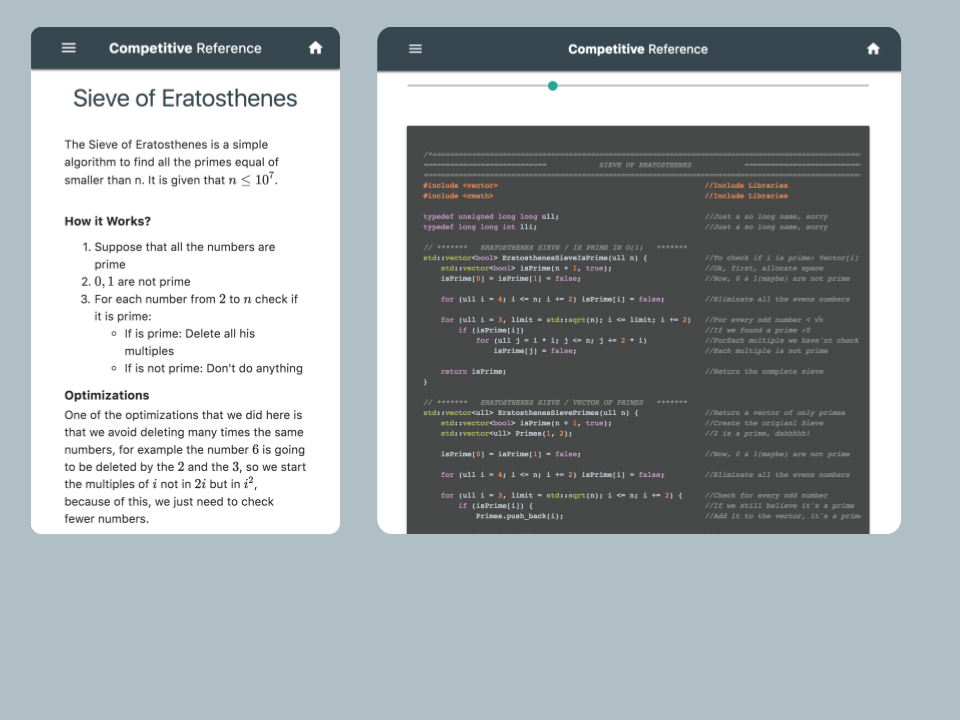 Competitive Reference
Sieve of Eratosthenes
The Sieve of Eratosthenes is a simple
algorithm to find all the primes equal of
smaller than n. It is given that n ≤ 10⁷.
How it Works?
1. Suppose that all the numbers are
prime
2. 0, 1 are not prime
3. For each number from 2 to n check if
it is prime:
If is prime: Delete all his
multiples
If is not prime: Don't do anything
Optimizations
One of the optimizations that we did here is
that we avoid deleting many times the same
numbers, for example the number 6 is going
to be deleted by the 2 and the 3, so we start
the multiples of i not in 2i but in i²,
because of this, we just need to check
fewer numbers.
Competitive Reference
/*====================
==================== SIEVE OF ERATOSTHENES ====================
====================
#include <vector> //Include Libraries
#include <cmath> //Include Libraries
typedef unsigned long long ull; //Just a so long name, sorry
typedef long long int lli; //Just a so long name, sorry
// ******* ERATOSTHENES SIEVE / IS PRIME IN O(1) *******
std::vector<bool> EratosthenesSieveIsPrime(ull n) { //To check if i is prime: Vector[i]
std::vector<bool> isPrime(n + 1, true); //Ok, first, allocate space
isPrime[0] = isPrime[1] = false; //Now, 0 & 1(maybe) are not prime
for (ull i = 4; i <= n; i += 2) isPrime[i] = false; //Eliminate all the evens numbers
for (ull i = 3, limit = std::sqrt(n); i <= limit; i += 2) //For every odd number < √n
if (isPrime[i]) //If we found a prime :0
for (ull j = i * i; j <= n; j += 2 * i) //ForEach multiple we have'nt check
isPrime[j] = false; //Each multiple is not prime
return isPrime; //Return the complete sieve
}
// ******* ERATOSTHENES SIEVE / VECTOR OF PRIMES *******
std::vector<ull> EratosthenesSievePrimes(ull n) { //Return a vector of only primes
std::vector<bool> isPrime(n + 1, true); //Create the origianl Sieve
std::vector<ull> Primes(1, 2); //2 is a prime, dahhhhh!
isPrime[0] = isPrime[1] = false; //Now, 0 & 1(maybe) are not prime
for (ull i = 4; i <= n; i += 2) isPrime[i] = false; //Eliminate all the evens numbers
for (ull i = 3, limit = std::sqrt(n); i <= n; i += 2) { //Check for every odd number
if (isPrime[i]) { //If we still believe it's a prime
Primes.push_back(i); //Add it to the vector, it's a prim